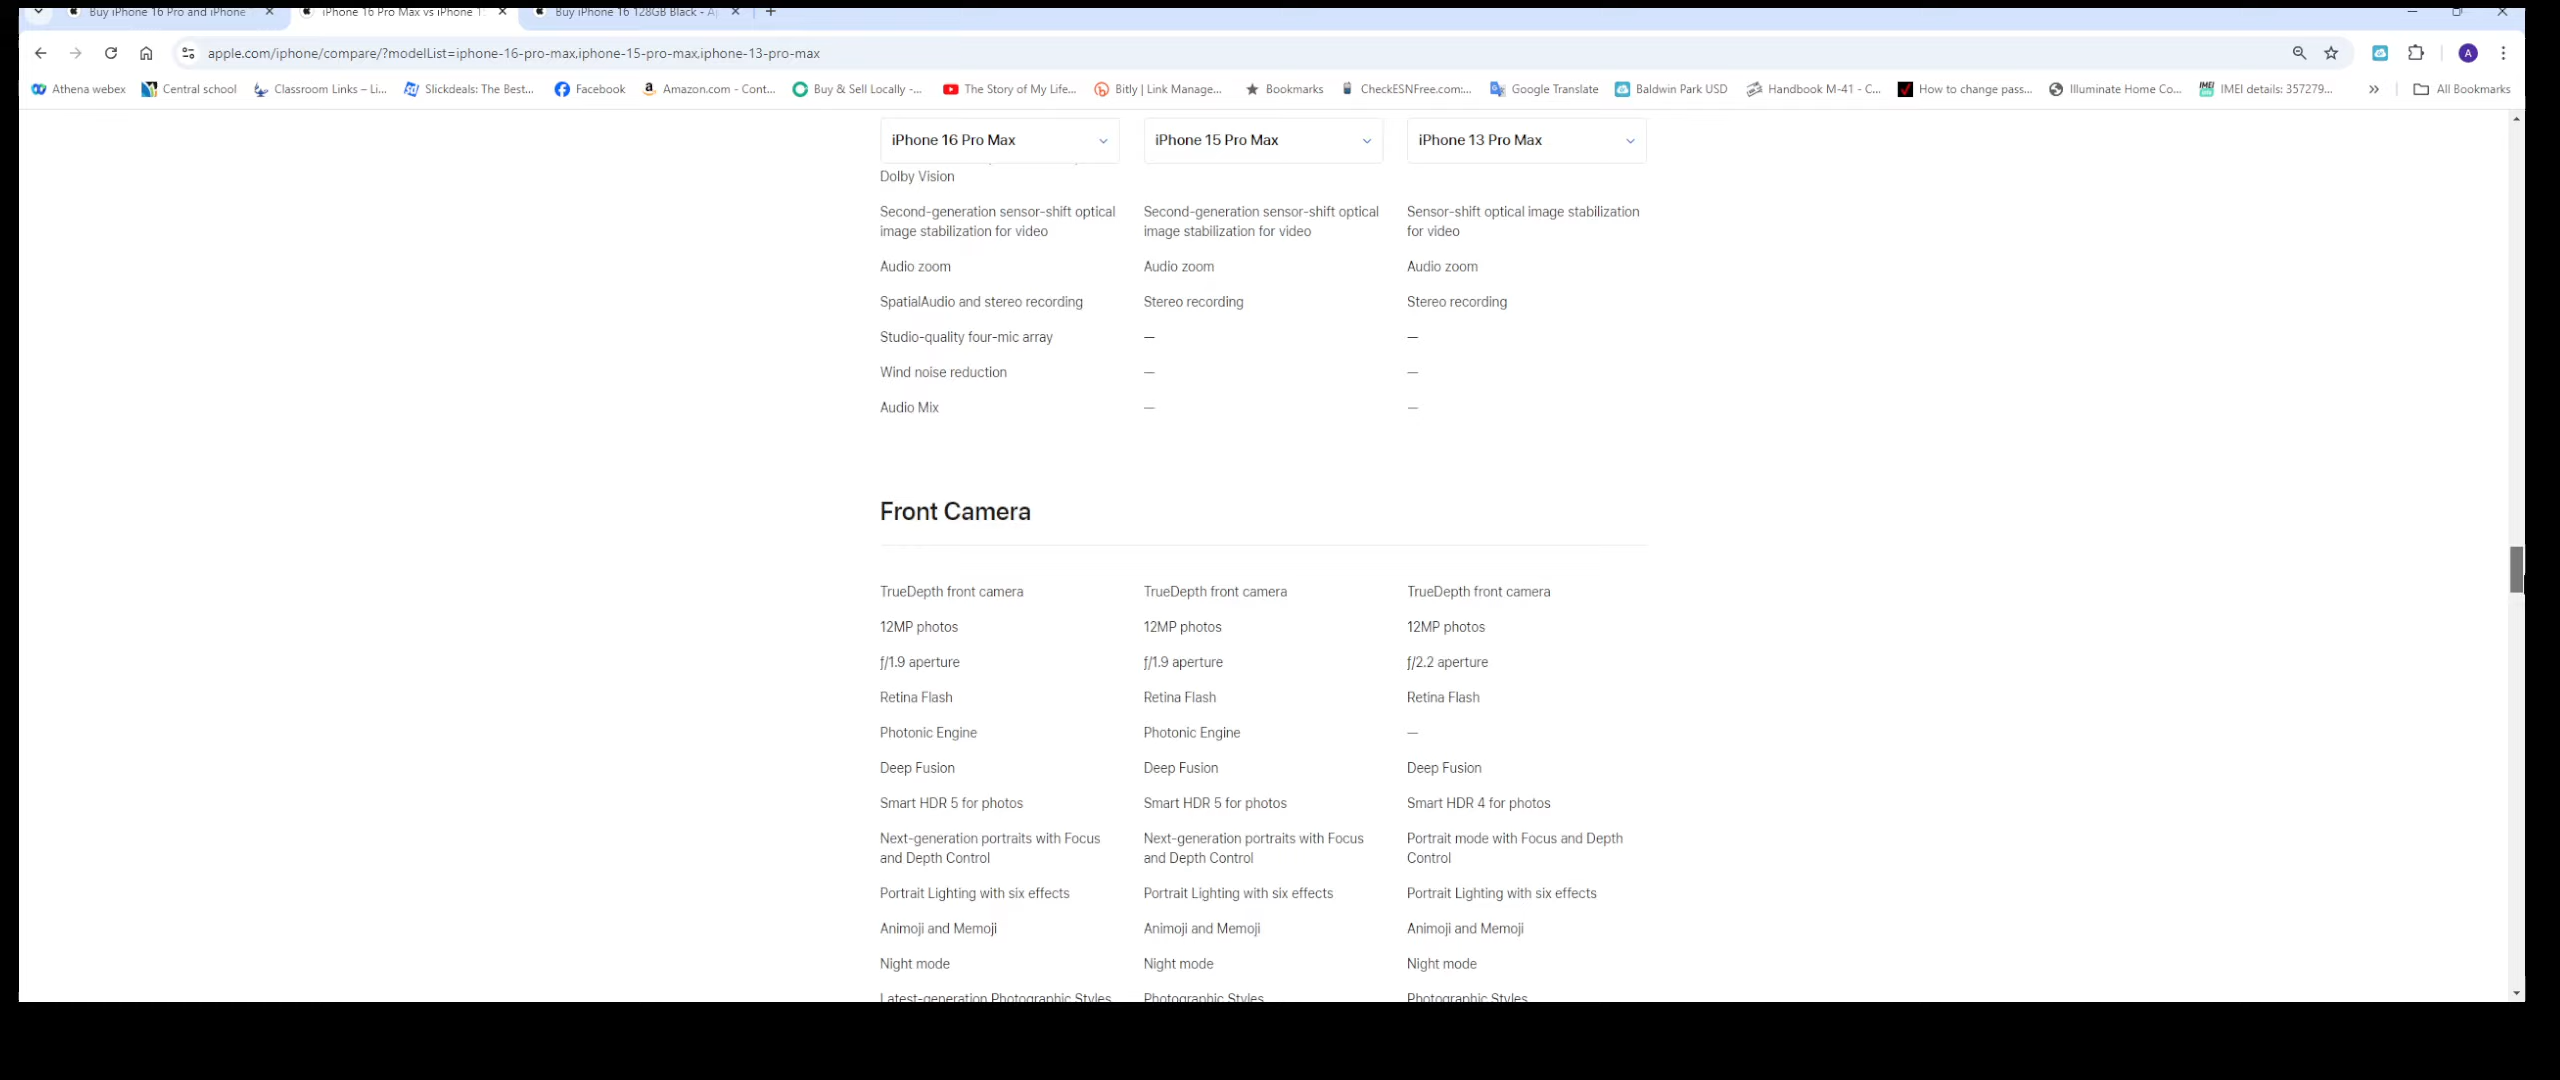 Buy iPhone 16 Pro and iPhone
iPhone 16 Pro Max vs iPhone 1
Buy iPhone 16 128GB Black - A
apple.com/iphone/compare/?modelList=iphone-16-pro-max,iphone-15-pro-max,iphone-13-pro-max
A
Athena webex
Central school
Classroom Links – Li...
Slickdeals: The Best...
Facebook
Amazon.com - Cont...
Buy & Sell Locally -...
The Story of My Life...
Bitly | Link Manage...
Bookmarks
CheckESNFree.com:...
Google Translate
Baldwin Park USD
Handbook M-41 - C...
How to change pass...
Illuminate Home Co...
IMEI details: 357279...
All Bookmarks
iPhone 16 Pro Max iPhone 15 Pro Max iPhone 13 Pro Max
Dolby Vision
Second-generation sensor-shift optical Second-generation sensor-shift optical Sensor-shift optical image stabilization
image stabilization for video image stabilization for video for video
Audio zoom Audio zoom Audio zoom
SpatialAudio and stereo recording Stereo recording Stereo recording
Studio-quality four-mic array — —
Wind noise reduction — —
Audio Mix — —
Front Camera
TrueDepth front camera TrueDepth front camera TrueDepth front camera
12MP photos 12MP photos 12MP photos
ƒ/1.9 aperture ƒ/1.9 aperture ƒ/2.2 aperture
Retina Flash Retina Flash Retina Flash
Photonic Engine Photonic Engine —
Deep Fusion Deep Fusion Deep Fusion
Smart HDR 5 for photos Smart HDR 5 for photos Smart HDR 4 for photos
Next-generation portraits with Focus Next-generation portraits with Focus Portrait mode with Focus and Depth
and Depth Control and Depth Control Control
Portrait Lighting with six effects Portrait Lighting with six effects Portrait Lighting with six effects
Animoji and Memoji Animoji and Memoji Animoji and Memoji
Night mode Night mode Night mode
Latest-generation Photographic Styles Photographic Styles Photographic Styles